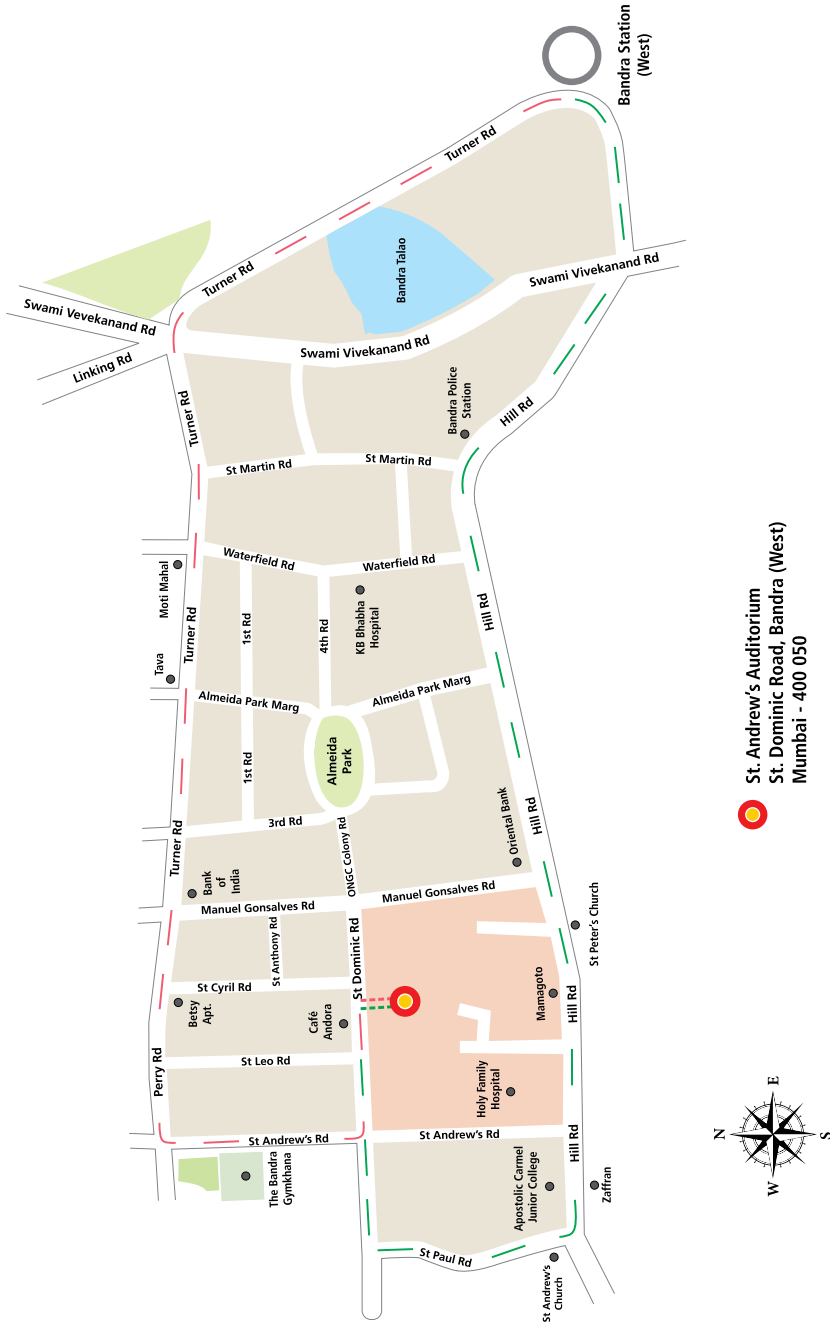 Bandra Station
(West)
Turner Rd
Turner Rd
Swami Vevekanand Rd
Linking Rd
Bandra Talao
Swami Vivekanand Rd
Swami Vivekanand Rd
Turner Rd
Bandra Police
Station
Hill Rd
St Martin Rd
St Martin Rd
Moti Mahal
Waterfield Rd
Waterfield Rd
Tava
Turner Rd
1st Rd
4th Rd
KB Bhabha
Hospital
Hill Rd
Almeida Park Marg
Almeida Park Marg
1st Rd
Almeida
Park
Turner Rd
3rd Rd
ONGC Colony Rd
Oriental Bank
Hill Rd
Bank
of
India
Manuel Gonsalves Rd
Manuel Gonsalves Rd
St Peter's Church
St Anthony Rd
St Dominic Rd
St Cyril Rd
Betsy
Apt.
Café
Andora
Mamagoto
Hill Rd
Perry Rd
St Leo Rd
Holy Family
Hospital
St Andrew's Rd
St Andrew's Rd
Hill Rd
The Bandra
Gymkhana
Apostolic Carmel
Junior College
Zaffran
St Paul Rd
St Andrew's
Church
St. Andrew's Auditorium
St. Dominic Road, Bandra (West)
Mumbai - 400 050
N
E
W
S